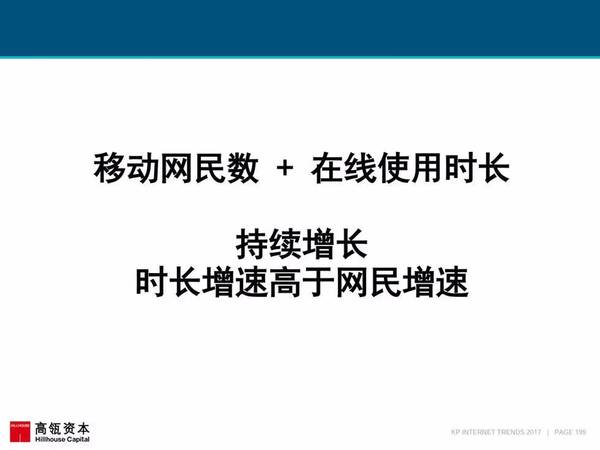 移动网民数 + 在线使用时长
持续增长
时长增速高于网民增速
HILLHOUSE
高瓴资本
Hillhouse Capital
KP INTERNET TRENDS 2017 | PAGE 199